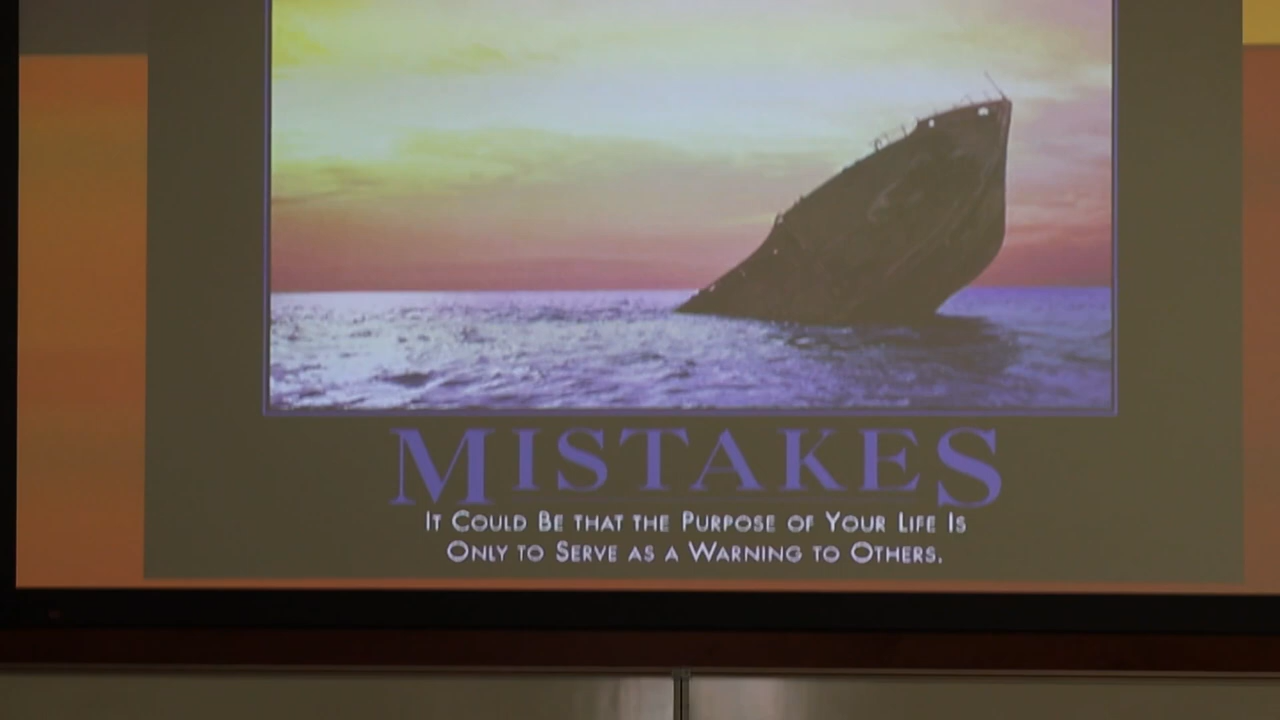 MISTAKES
IT COULD BE THAT THE PURPOSE OF YOUR LIFE IS
ONLY TO SERVE AS A WARNING TO OTHERS.